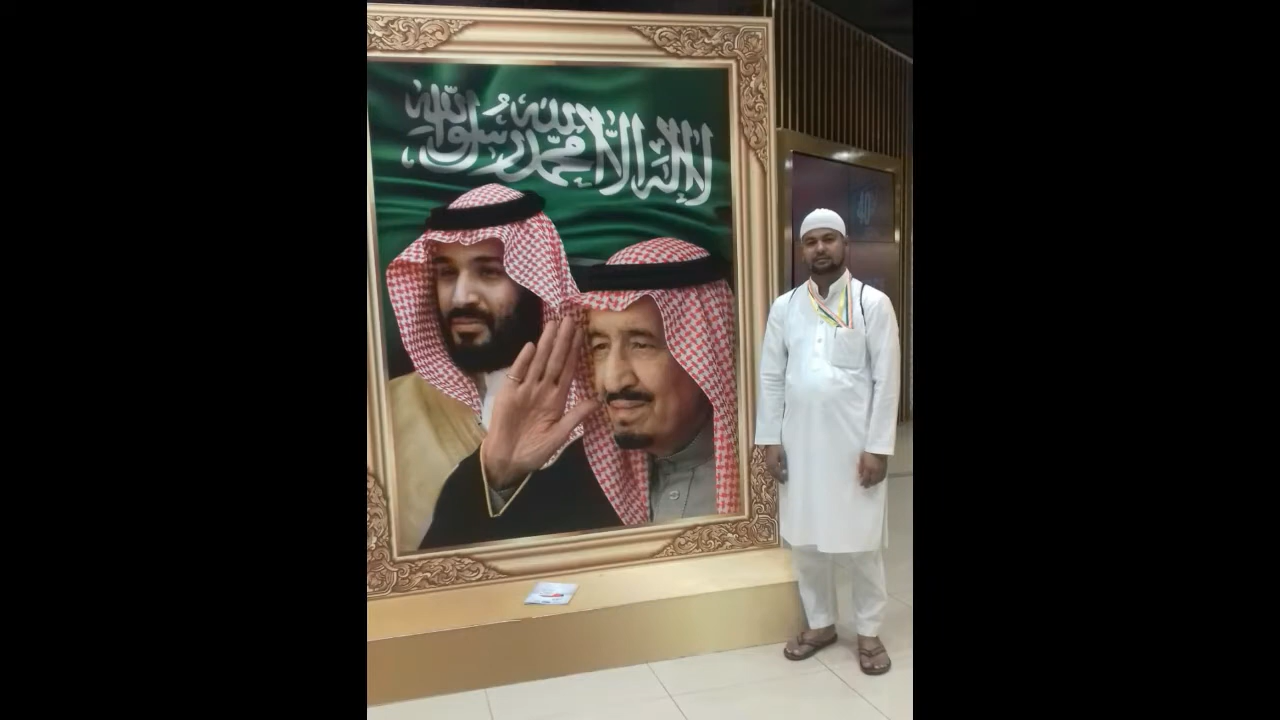 لا إله إلا الله محمد رسول الله